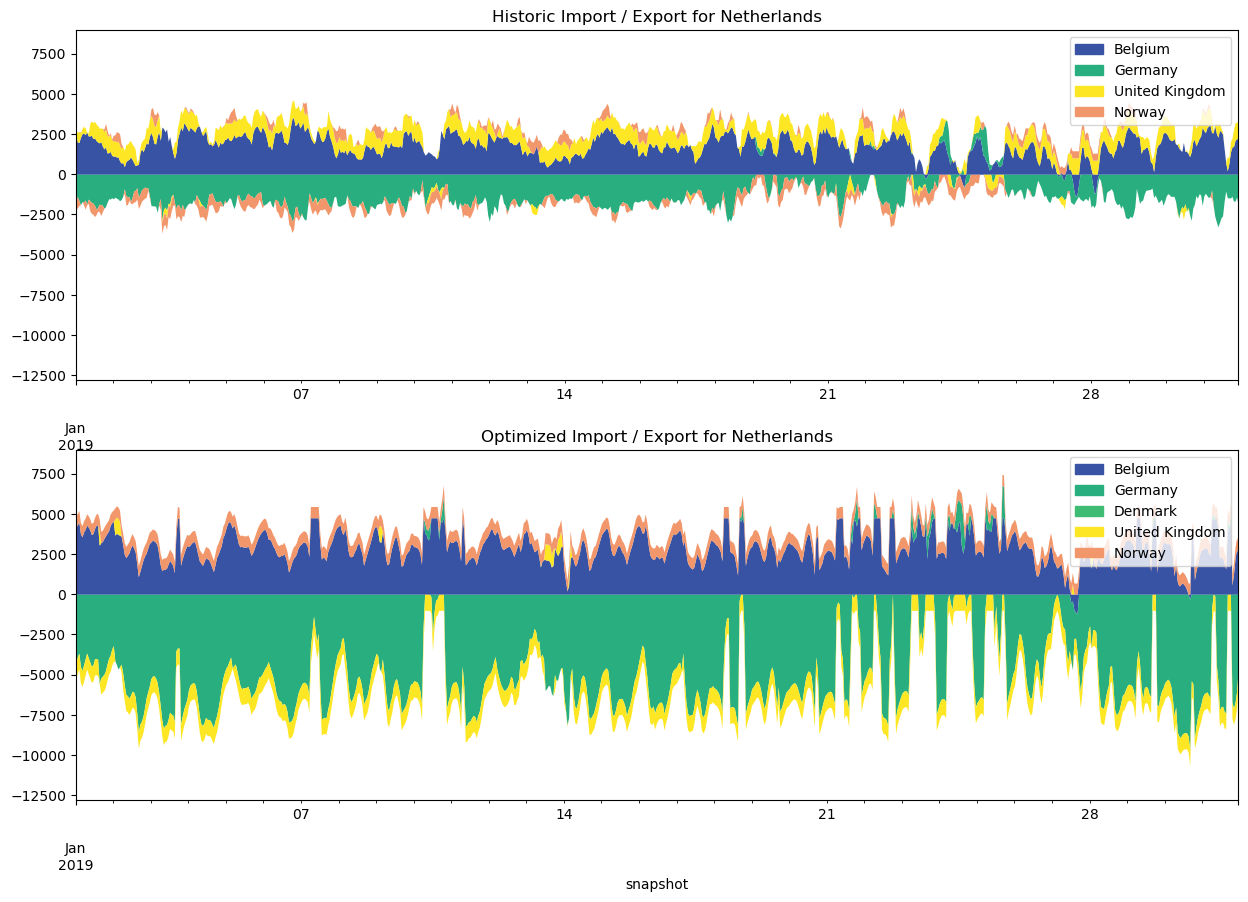 Historic Import / Export for Netherlands
7500
5000
2500
0
−2500
−5000
−7500
−10000
−12500
Belgium
Germany
United Kingdom
Norway
07
14
21
28
Jan
2019
Optimized Import / Export for Netherlands
7500
5000
2500
0
−2500
−5000
−7500
−10000
−12500
Belgium
Germany
Denmark
United Kingdom
Norway
07
14
21
28
Jan
2019
snapshot